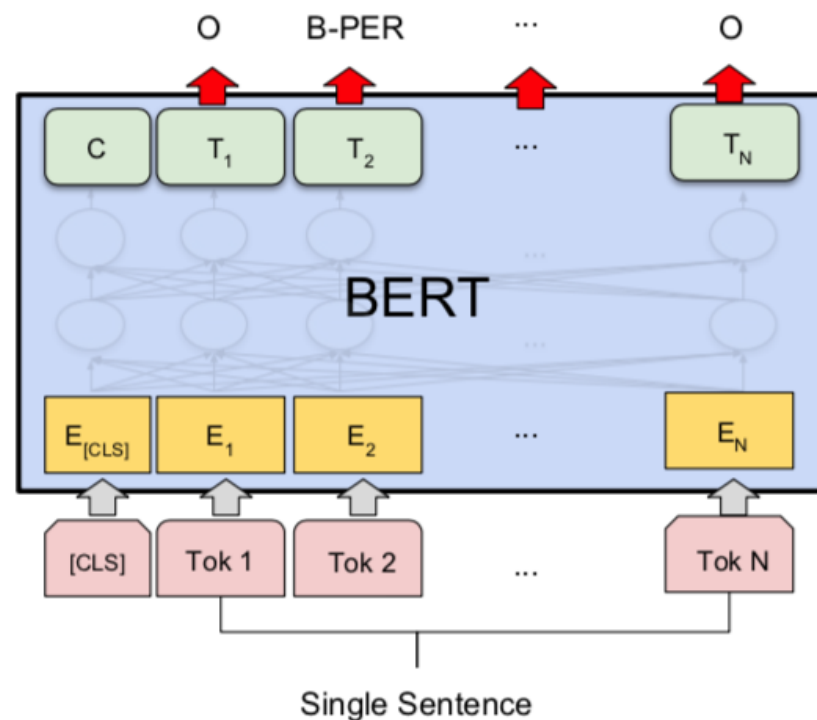 O B-PER ... O
C T1 T2 ... TN
...
BERT
...
E[CLS] E1 E2 ... EN
[CLS] Tok 1 Tok 2 ... Tok N
Single Sentence